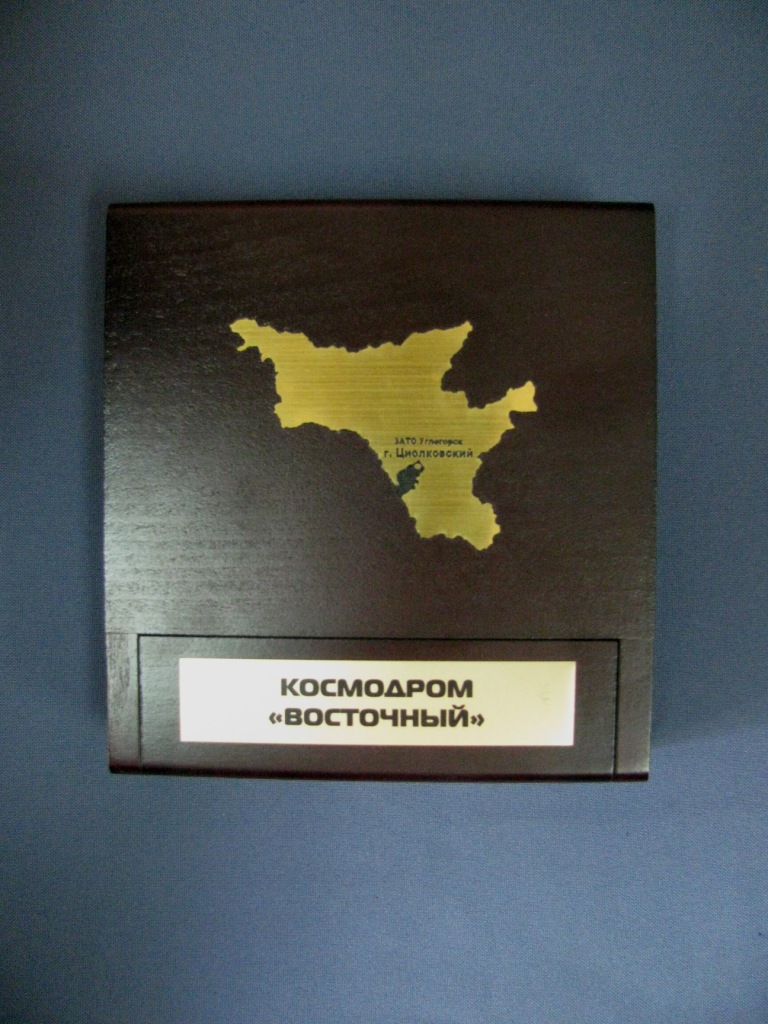 ЗАТО Углегорск
г. Циолковский
КОСМОДРОМ
«ВОСТОЧНЫЙ»